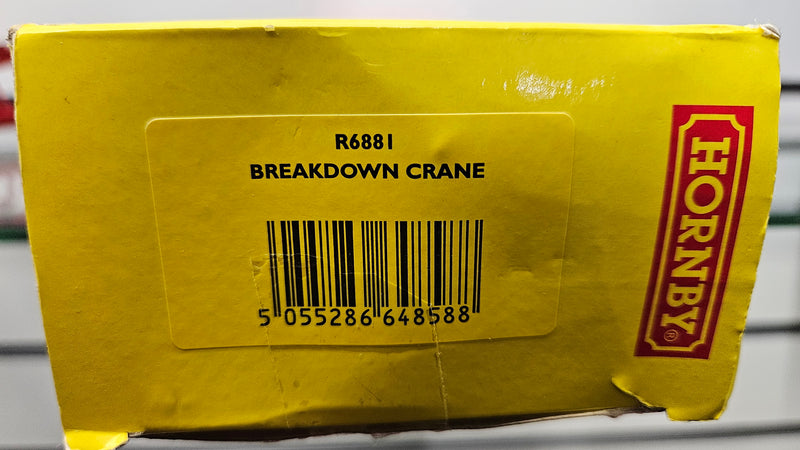 R6881
BREAKDOWN CRANE
5 055286 648588
HORNBY®